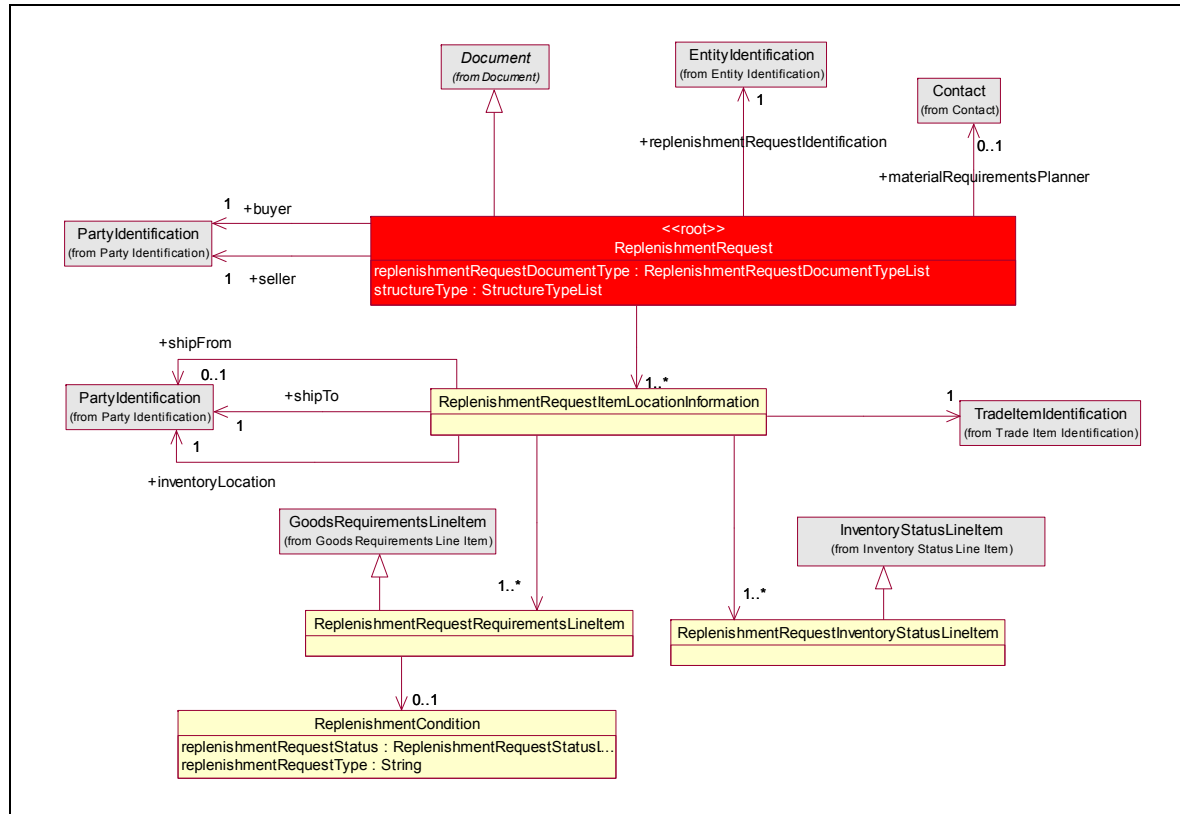 Document
(from Document)
EntityIdentification
(from Entity Identification)
1
+replenishmentRequestIdentification
Contact
(from Contact)
0..1
+materialRequirementsPlanner
1
+buyer
PartyIdentification
(from Party Identification)
1
+seller
<<root>>
ReplenishmentRequest
replenishmentRequestDocumentType : ReplenishmentRequestDocumentTypeList
structureType : StructureTypeList
+shipFrom
0..1
PartyIdentification
(from Party Identification)
+shipTo
1
1
+inventoryLocation
1..*
ReplenishmentRequestItemLocationInformation
1
TradeItemIdentification
(from Trade Item Identification)
GoodsRequirementsLineItem
(from Goods Requirements Line Item)
InventoryStatusLineItem
(from Inventory Status Line Item)
1..*
ReplenishmentRequestRequirementsLineItem
1..*
ReplenishmentRequestInventoryStatusLineItem
0..1
ReplenishmentCondition
replenishmentRequestStatus : ReplenishmentRequestStatusL...
replenishmentRequestType : String